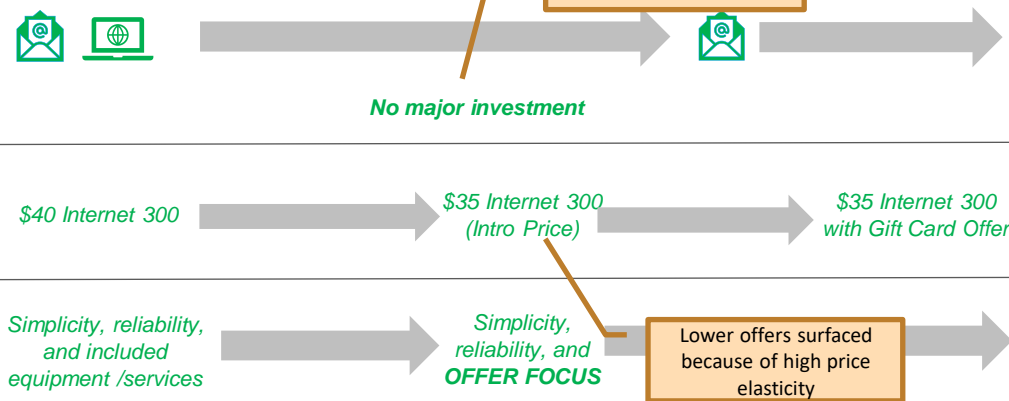 @
@
No major investment
$40 Internet 300
$35 Internet 300
(Intro Price)
$35 Internet 300
with Gift Card Offer
Simplicity, reliability,
and included
equipment /services
Simplicity,
reliability, and
OFFER FOCUS
Lower offers surfaced
because of high price
elasticity